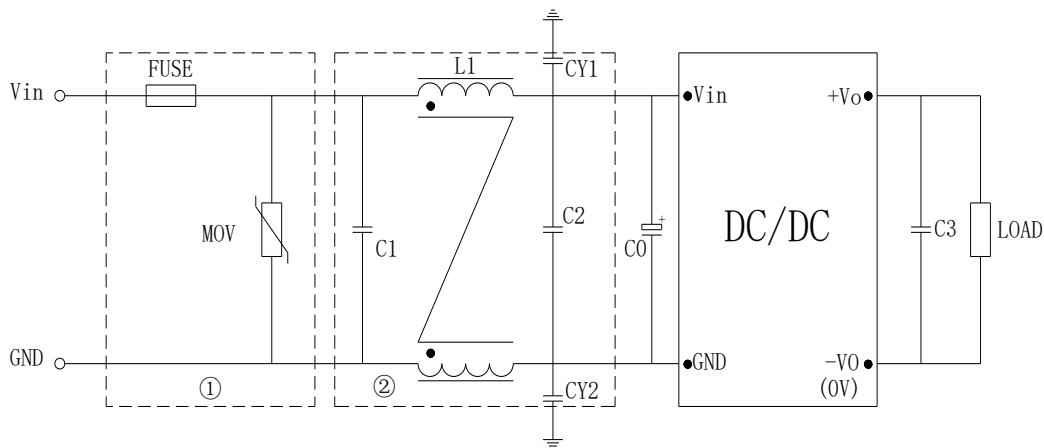 FUSE
L1
CY1
Vin
Vin
+Vo
MOV
C1
C2
C0
+
DC/DC
C3
LOAD
GND
GND
-VO
(0V)
①
②
CY2